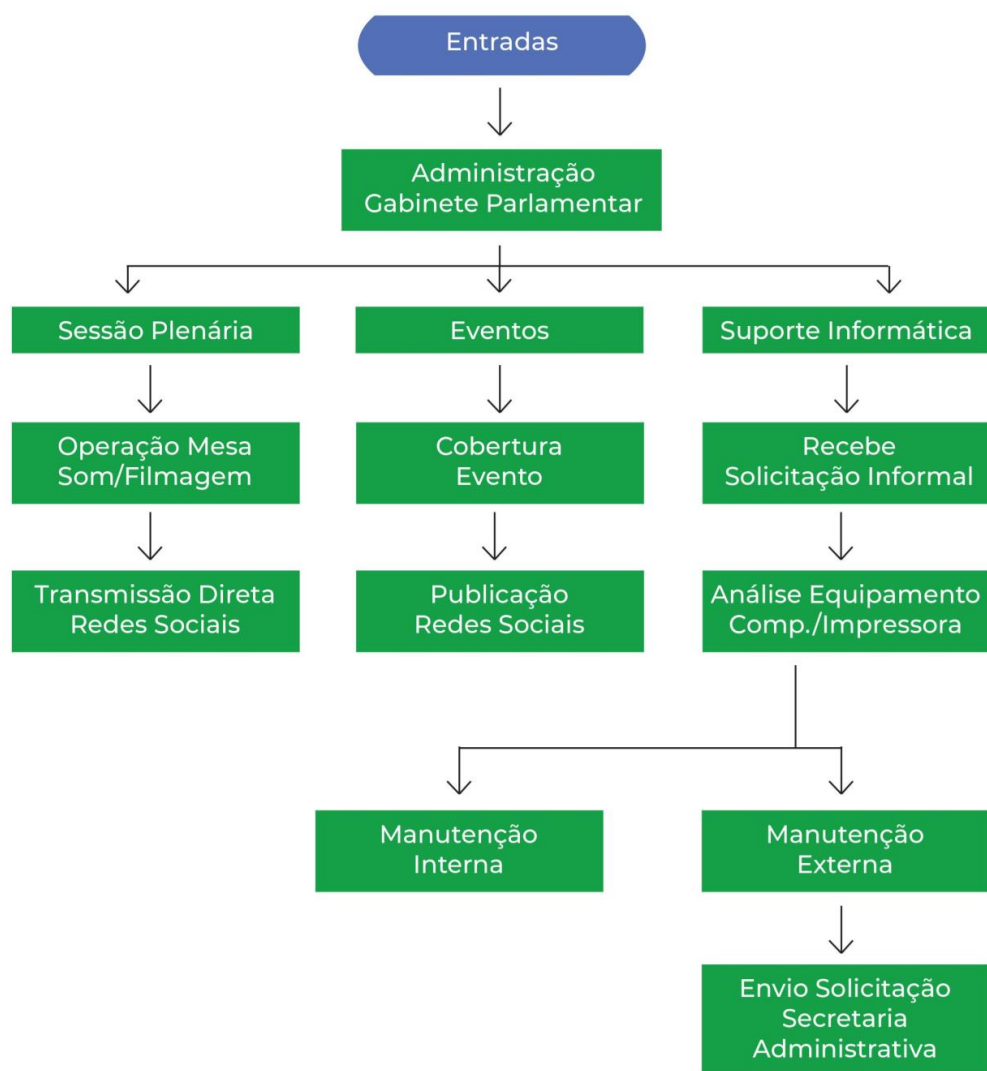 Entradas
Administração
Gabinete Parlamentar
Sessão Plenária
Eventos
Suporte Informática
Operação Mesa
Som/Filmagem
Cobertura
Evento
Recebe
Solicitação Informal
Transmissão Direta
Redes Sociais
Publicação
Redes Sociais
Análise Equipamento
Comp./Impressora
Manutenção
Interna
Manutenção
Externa
Envio Solicitação
Secretaria
Administrativa